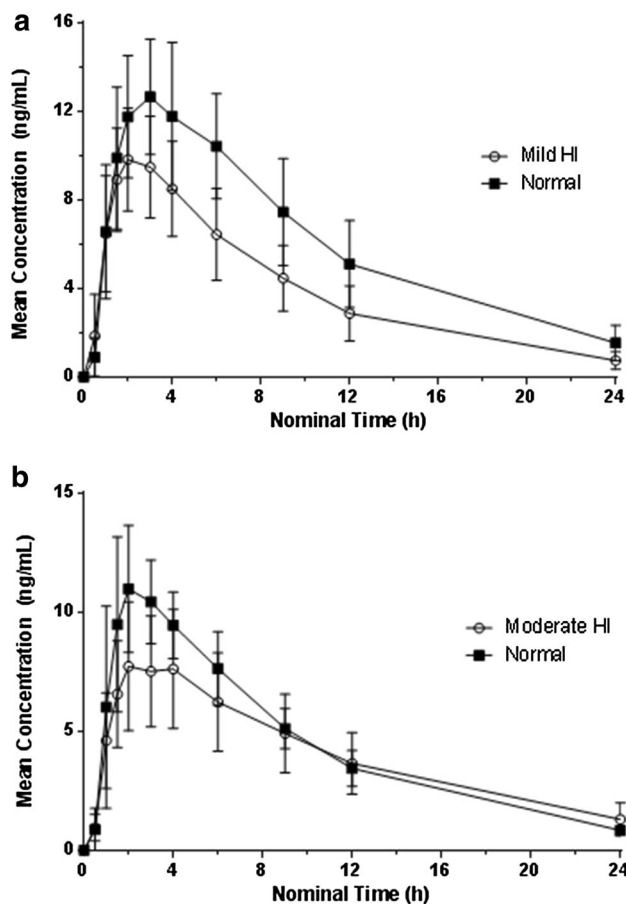 a
16
12
8
4
0
Mean Concentration (ng/mL)
Mild HI
Normal
0 4 8 12 16 20 24
Nominal Time (h)
b
15
10
5
0
Mean Concentration (ng/mL)
Moderate HI
Normal
0 4 8 12 16 20 24
Nominal Time (h)